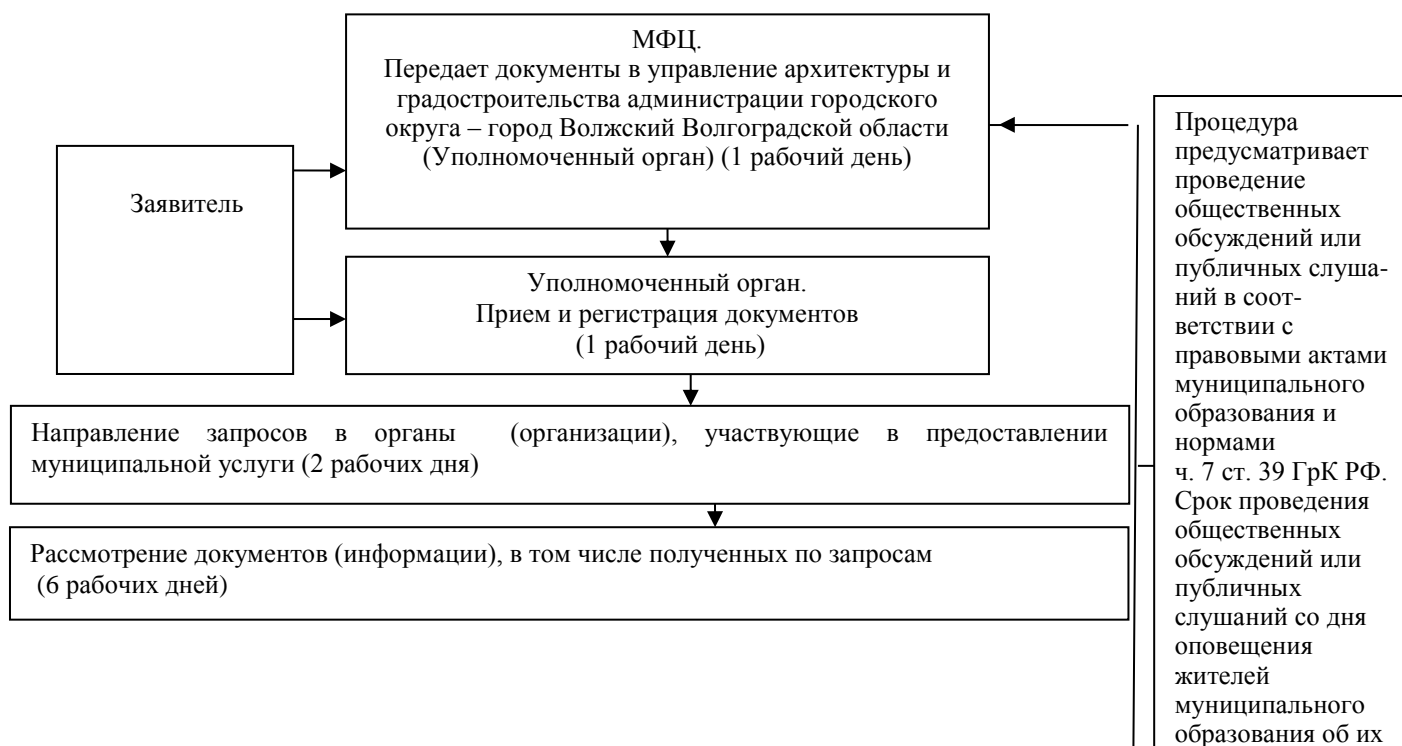 МФЦ.
Передает документы в управление архитектуры и
градостроительства администрации городского
округа – город Волжский Волгоградской области
(Уполномоченный орган) (1 рабочий день)
Заявитель
Уполномоченный орган.
Прием и регистрация документов
(1 рабочий день)
Направление запросов в органы (организации), участвующие в предоставлении
муниципальной услуги (2 рабочих дня)
Рассмотрение документов (информации), в том числе полученных по запросам
(6 рабочих дней)
Процедура
предусматривает
проведение
общественных
обсуждений или
публичных слуша-
ний в соот-
ветствии с
правовыми актами
муниципального
образования и
нормами
ч. 7 ст. 39 ГрК РФ.
Срок проведения
общественных
обсуждений или
публичных
слушаний со дня
оповещения
жителей
муниципального
образования об их